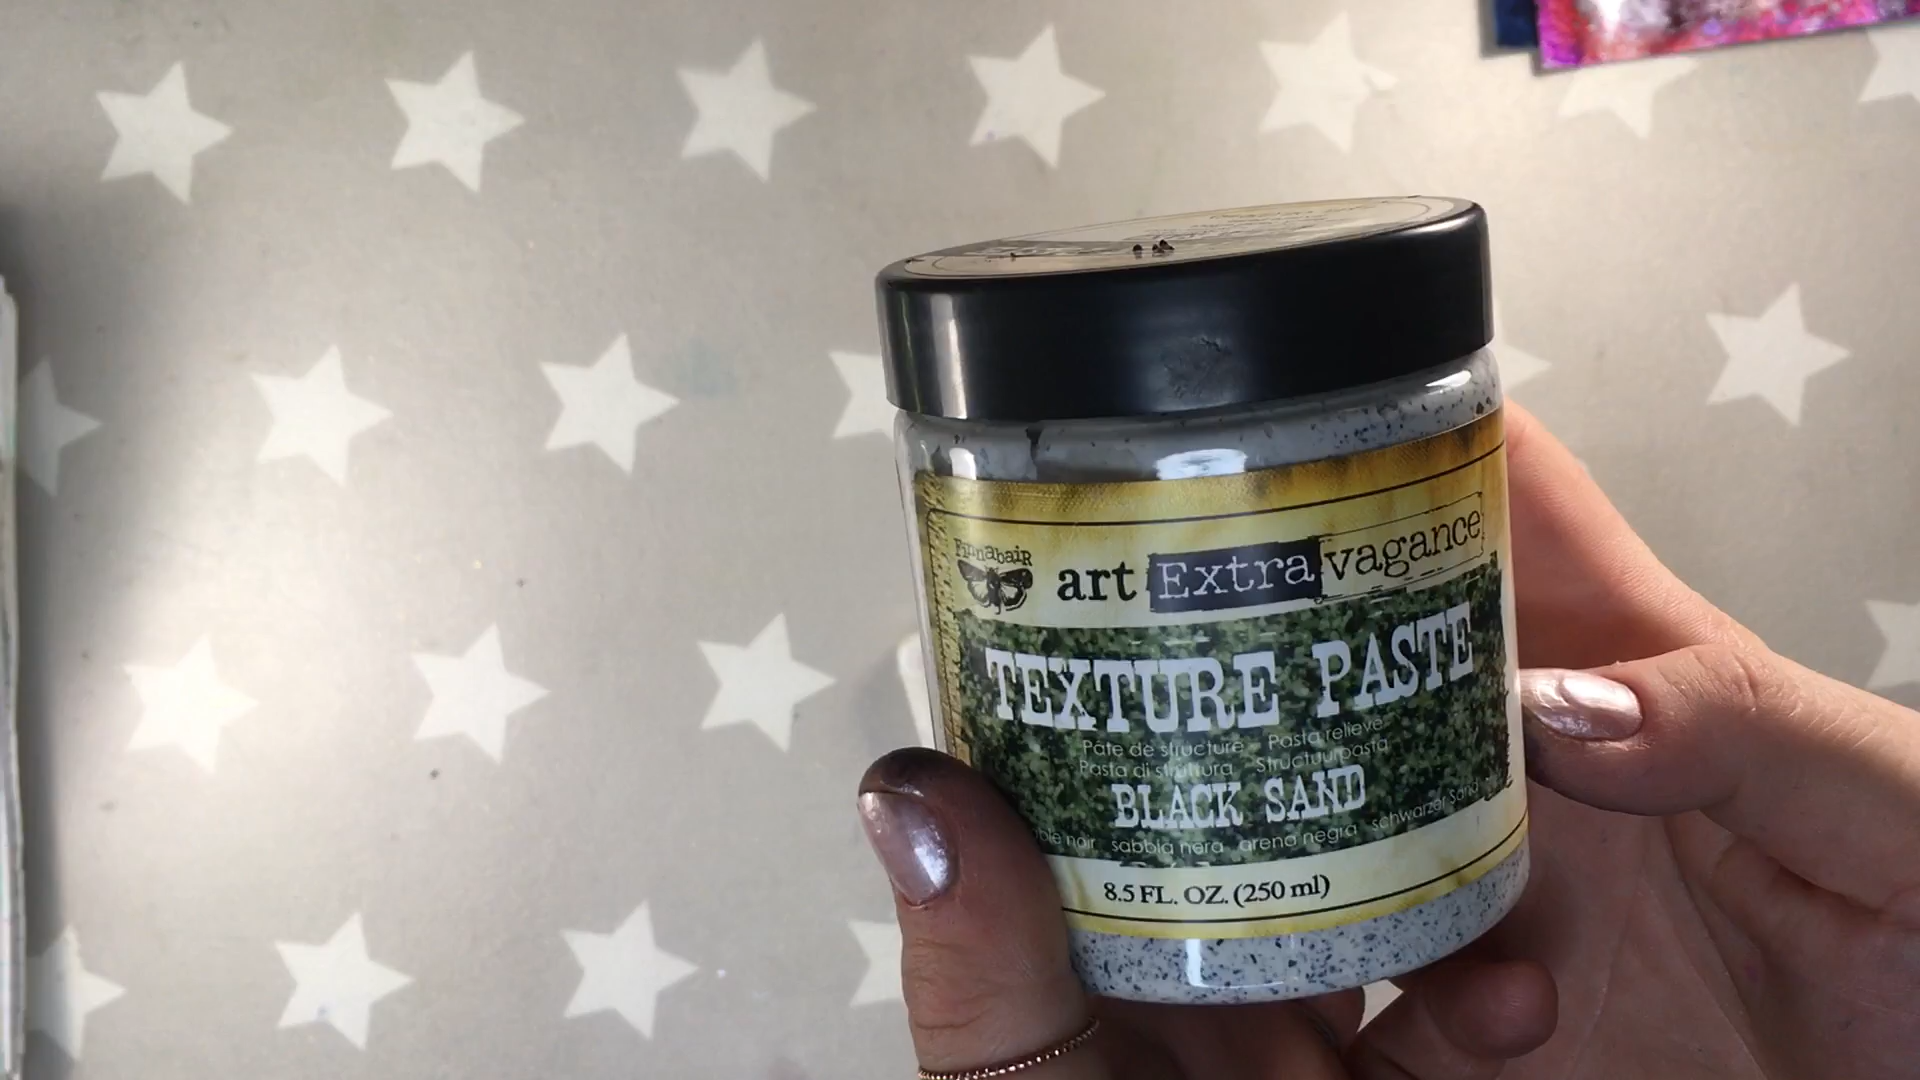 FinnabaiR
art Extravagance
TEXTURE PASTE
Pâte de structure Pasta relieve
Pasta di struttura Structuurpasta
BLACK SAND
noir sabbia nera arena negra schwarzer Sand
8.5 FL. OZ. (250 ml)